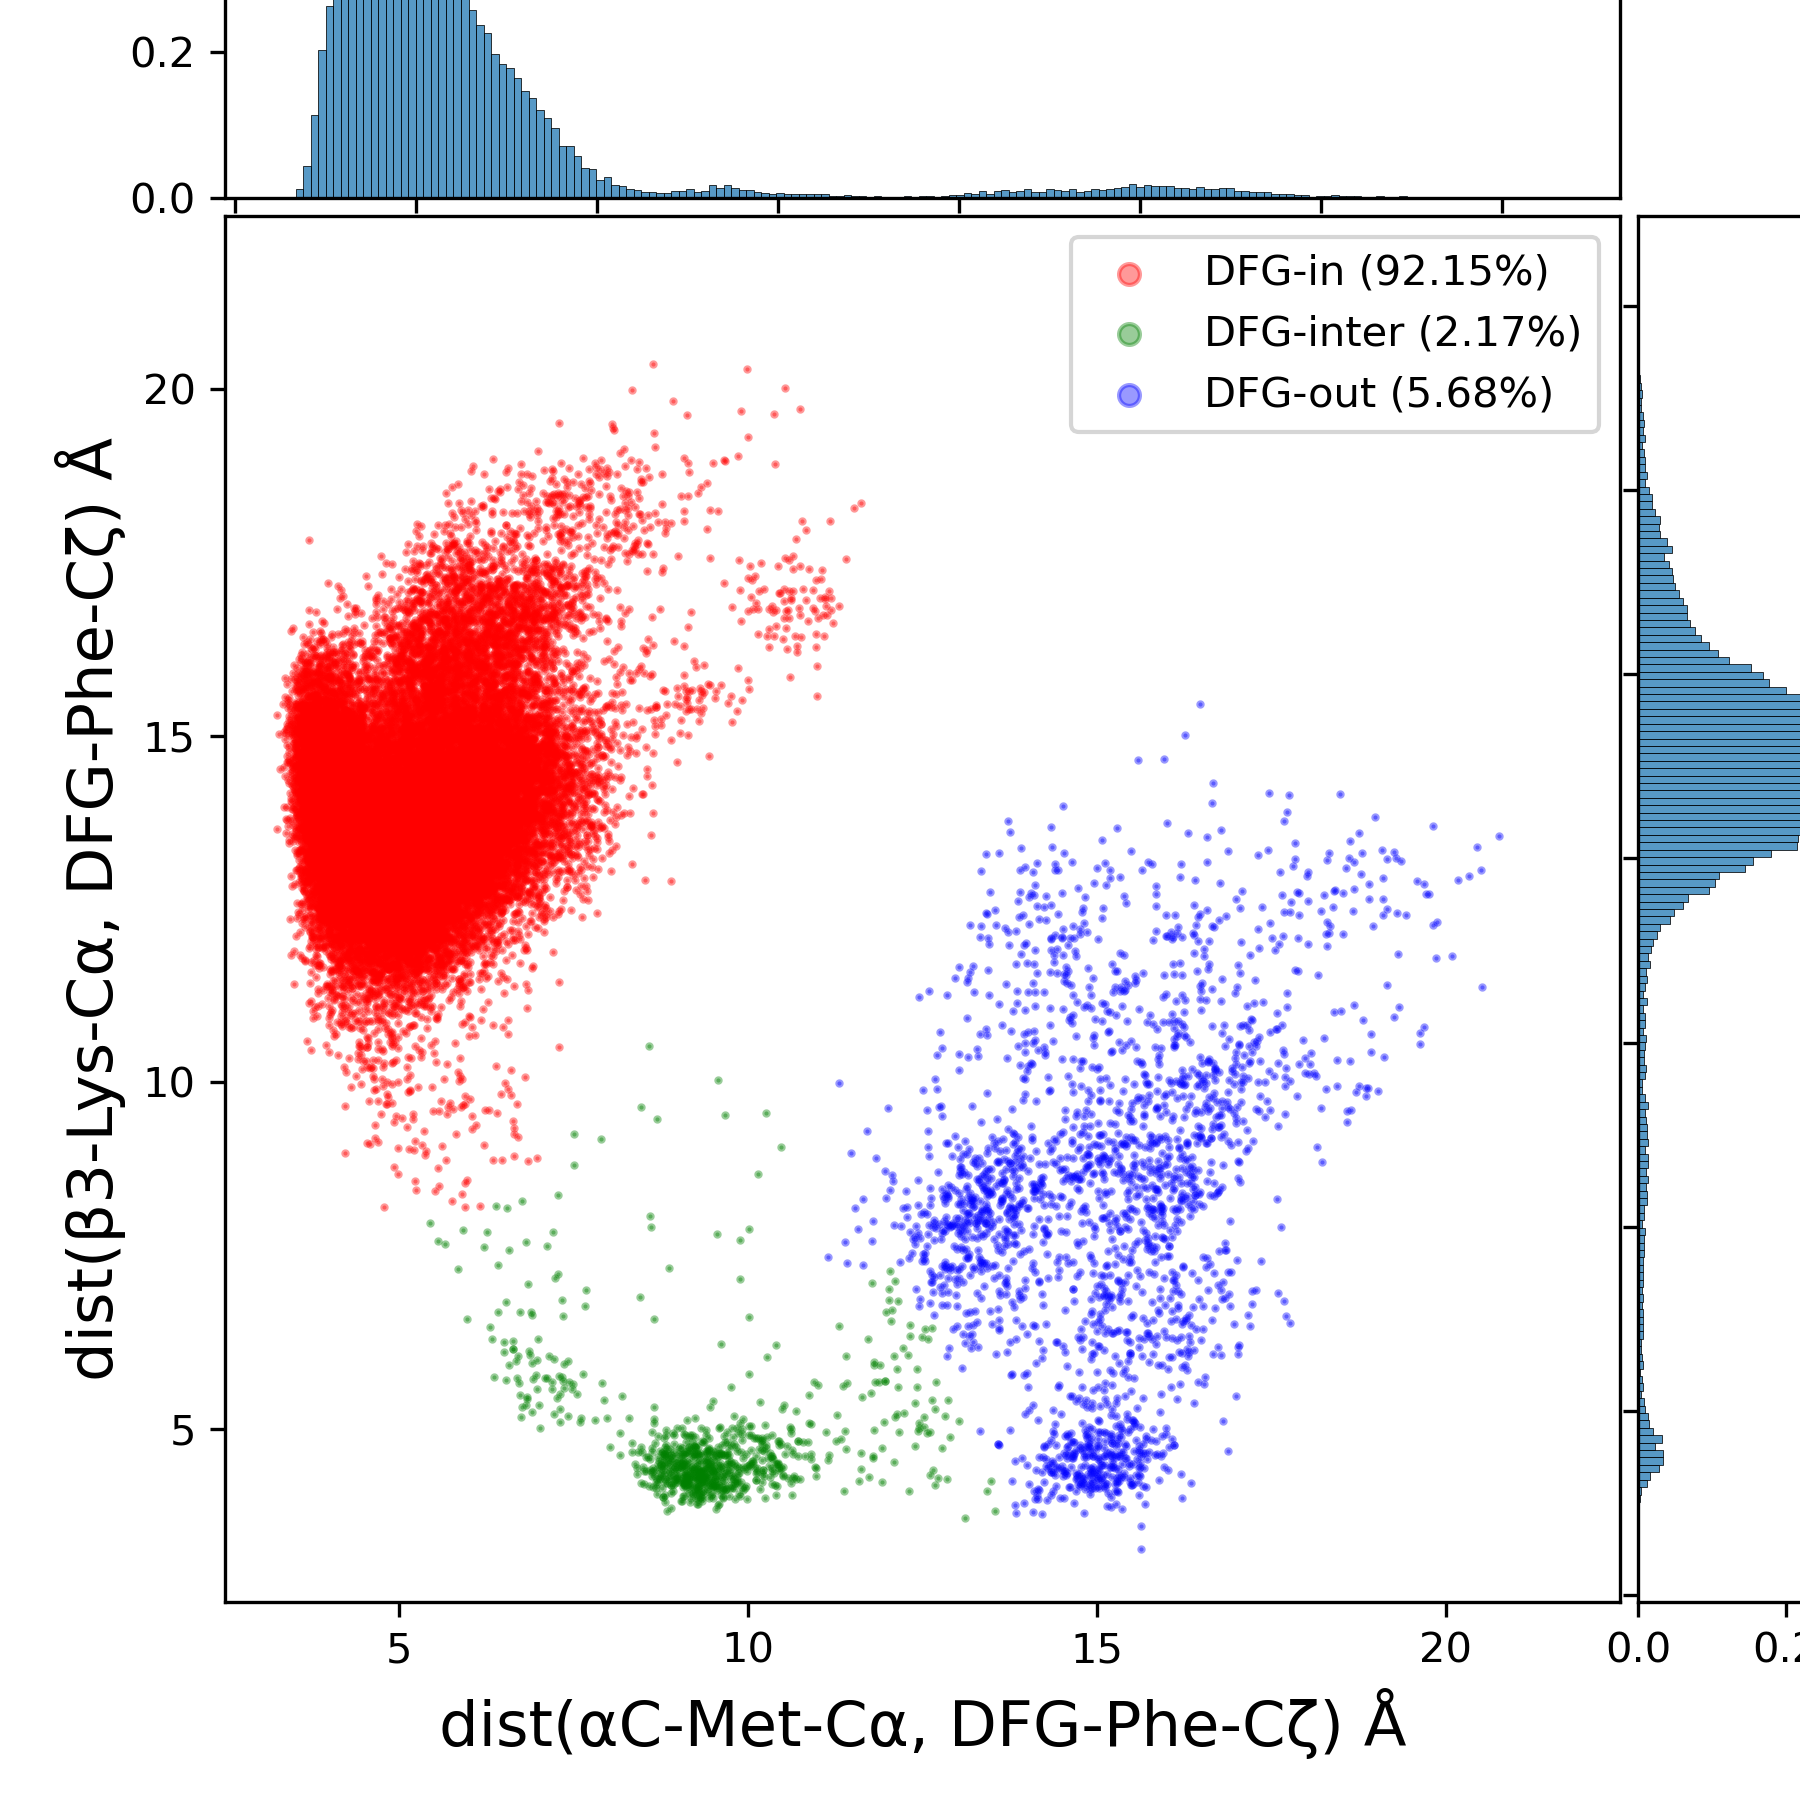 0.2
0.0
DFG-in (92.15%)
DFG-inter (2.17%)
DFG-out (5.68%)
20
15
10
5
dist(β3-Lys-Cα, DFG-Phe-Cζ) Å
5 10 15 20 0.0 0.2
dist(αC-Met-Cα, DFG-Phe-Cζ) Å